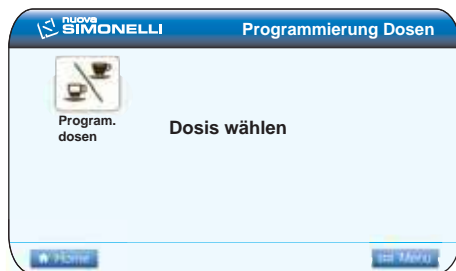 nuova
SIMONELLI
Programmierung Dosen
Program.
dosen
Dosis wählen
Home
Menu